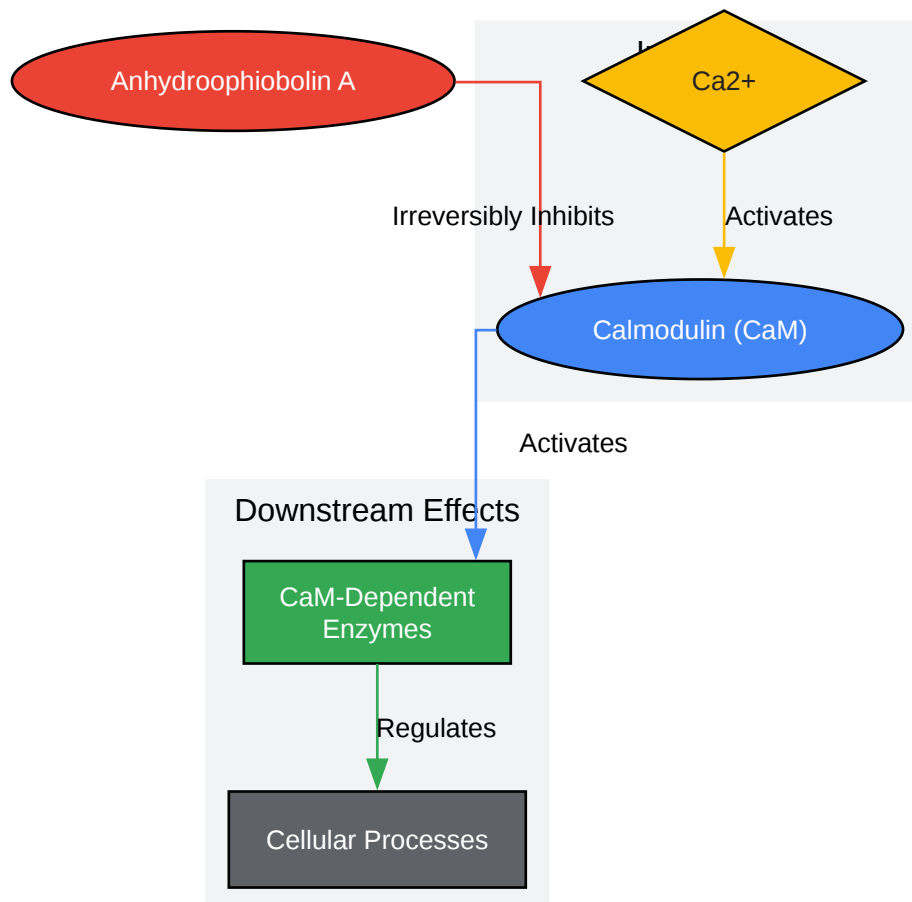 Anhydroophiobolin A
Ca2+
Irreversibly Inhibits
Activates
Calmodulin (CaM)
Activates
Downstream Effects
CaM-Dependent
Enzymes
Regulates
Cellular Processes